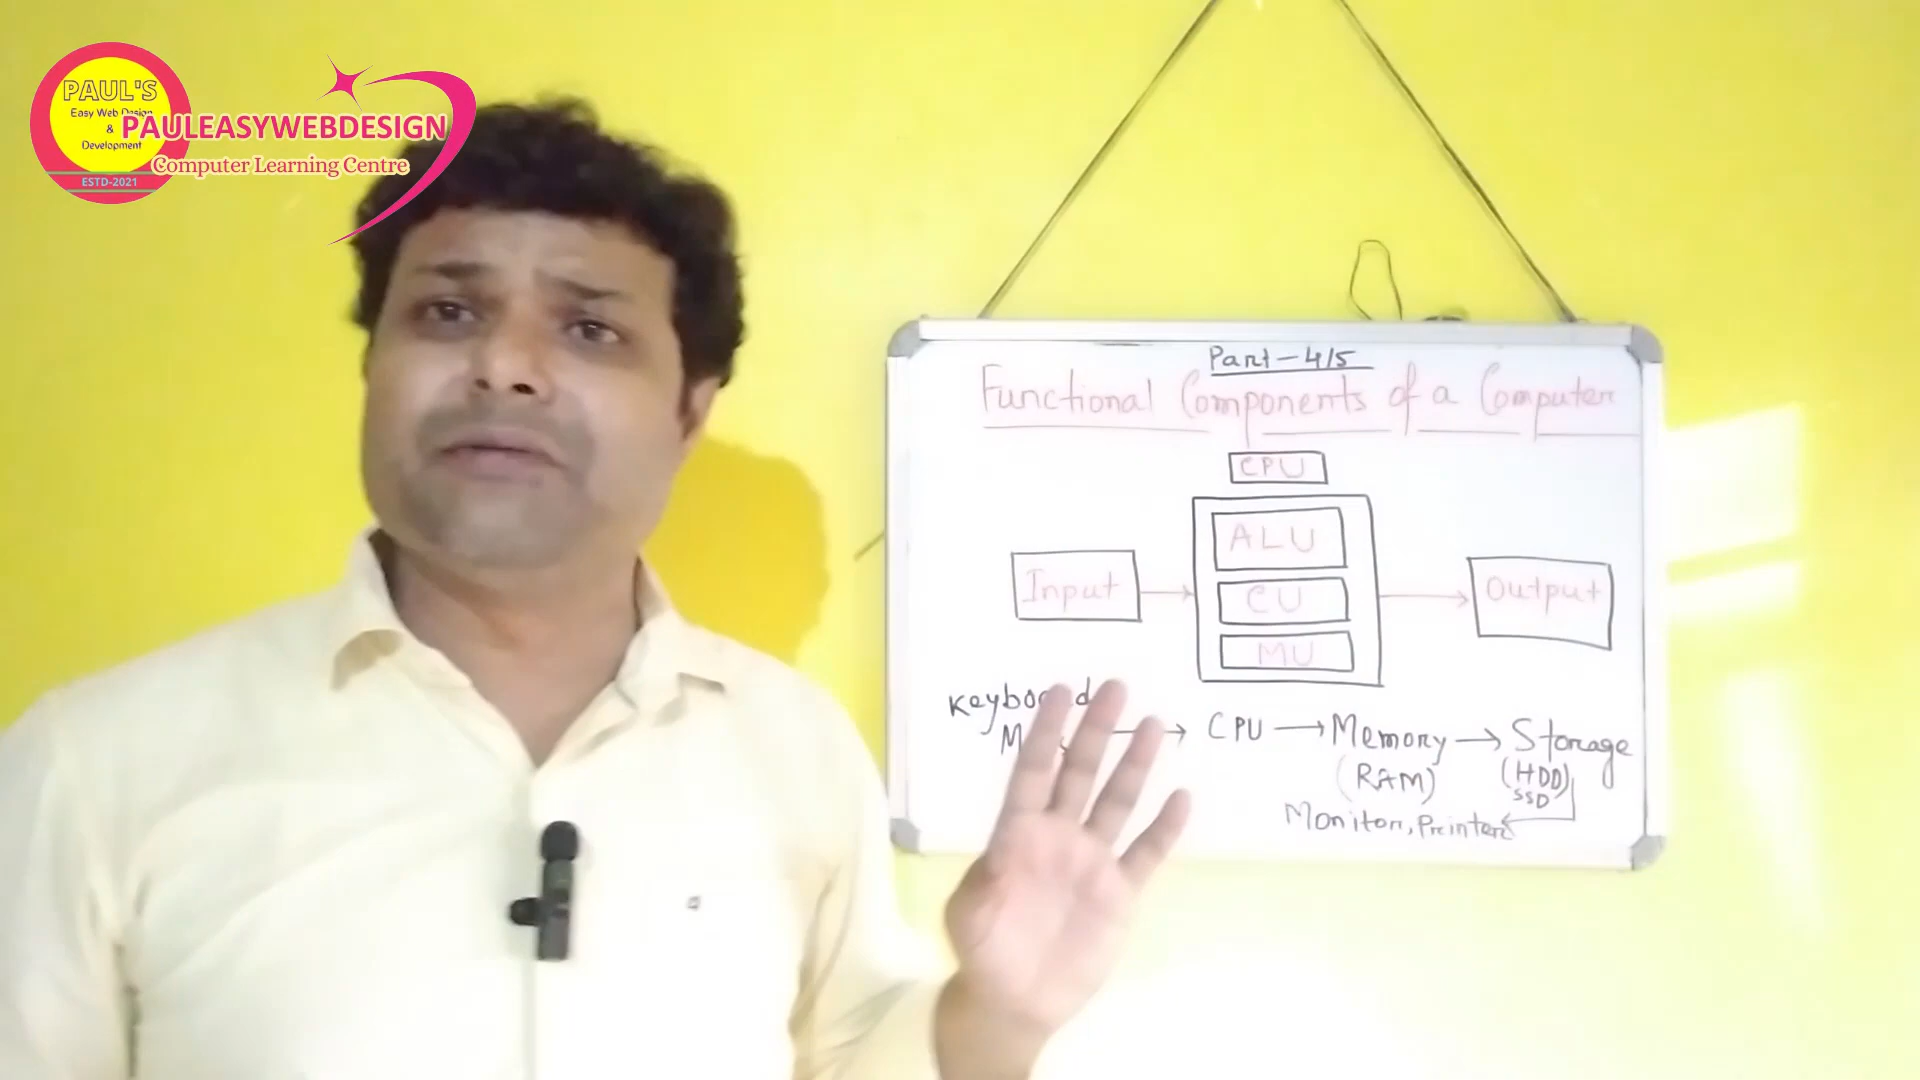 PAUL'S
Easy Web Design
&
Development
ESTD-2021
PAULEASYWEBDESIGN
Computer Learning Centre
Part-4/5
Functional Components of a Computer
CPU
ALU
CU
MU
Input
Output
CPU → Memory → Storage
(RAM)
(HDD)
SSD
Monitor, Printer